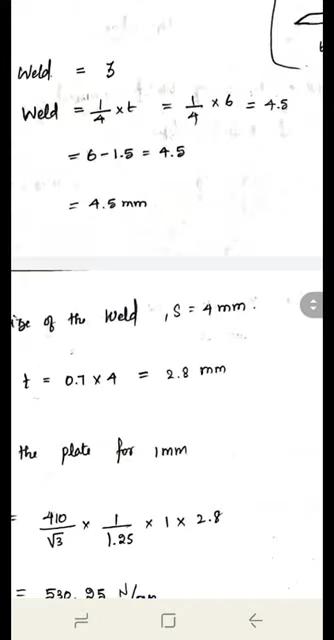 Weld = 3
Weld = 1/4 × t = 1/4 × 6 = 4.5
= 6 - 1.5 = 4.5
= 4.5 mm
ize of the Weld , S = 4 mm.
t = 0.7 × 4 = 2.8 mm
the plate for 1mm
= 410/√3 × 1/1.25 × 1 × 2.8
= 530.95 N/mm